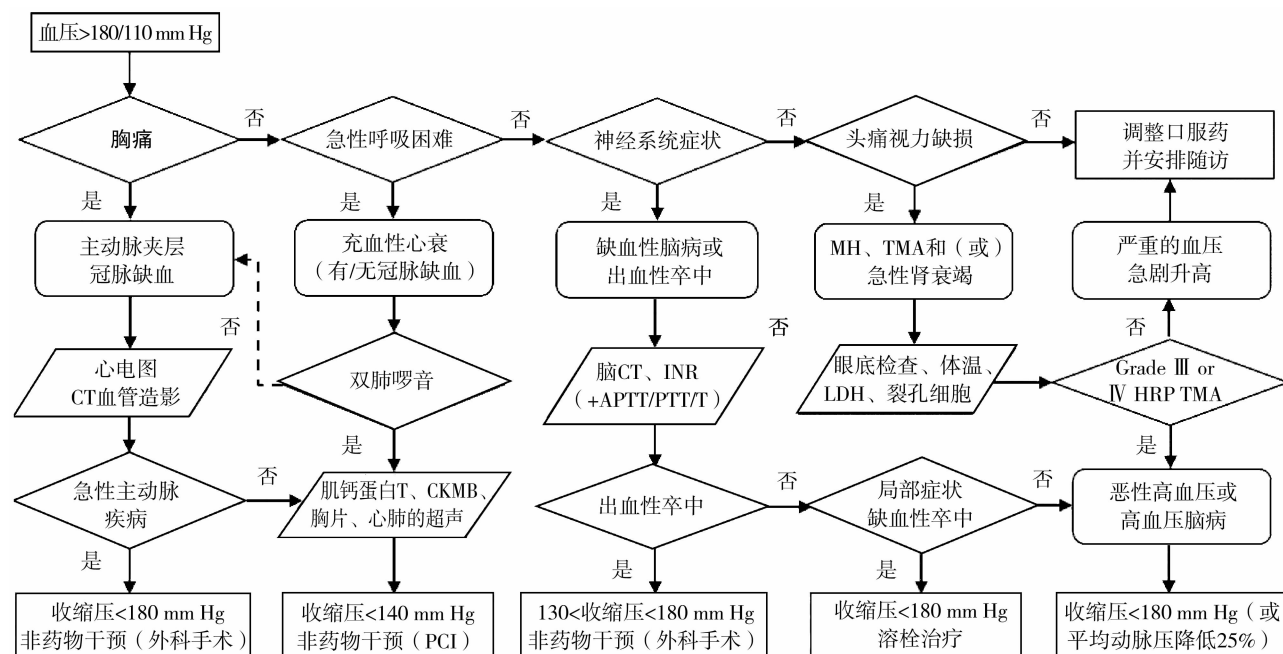 血压>180/110 mm Hg
胸痛
否
急性呼吸困难
否
神经系统症状
否
头痛视力缺损
否
调整口服药
并安排随访
是
是
是
是
主动脉夹层
冠脉缺血
充血性心衰
（有/无冠脉缺血）
缺血性脑病或
出血性卒中
MH、TMA和（或）
急性肾衰竭
严重的血压
急剧升高
否
否
否
心电图
CT血管造影
双肺啰音
脑CT、INR
（+APTT/PTT/T）
眼底检查、体温、
LDH、裂孔细胞
Grade Ⅲ or
Ⅳ HRP TMA
是
是
急性主动脉
疾病
否
肌钙蛋白T、CKMB、
胸片、心肺的超声
出血性卒中
否
局部症状
缺血性卒中
否
恶性高血压或
高血压脑病
是
是
是
收缩压<180 mm Hg
非药物干预（外科手术）
收缩压<140 mm Hg
非药物干预（PCI）
130<收缩压<180 mm Hg
非药物干预（外科手术）
收缩压<180 mm Hg
溶栓治疗
收缩压<180 mm Hg（或
平均动脉压降低25%）